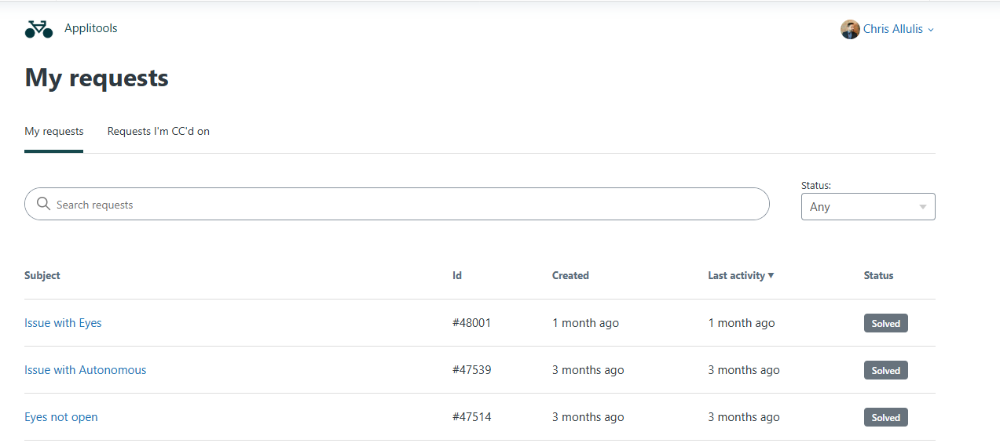 Applitools
Chris Allulis
My requests
My requests Requests I'm CC'd on
Status:
Search requests
Any
Subject Id Created Last activity ▼ Status
Issue with Eyes #48001 1 month ago 1 month ago Solved
Issue with Autonomous #47539 3 months ago 3 months ago Solved
Eyes not open #47514 3 months ago 3 months ago Solved